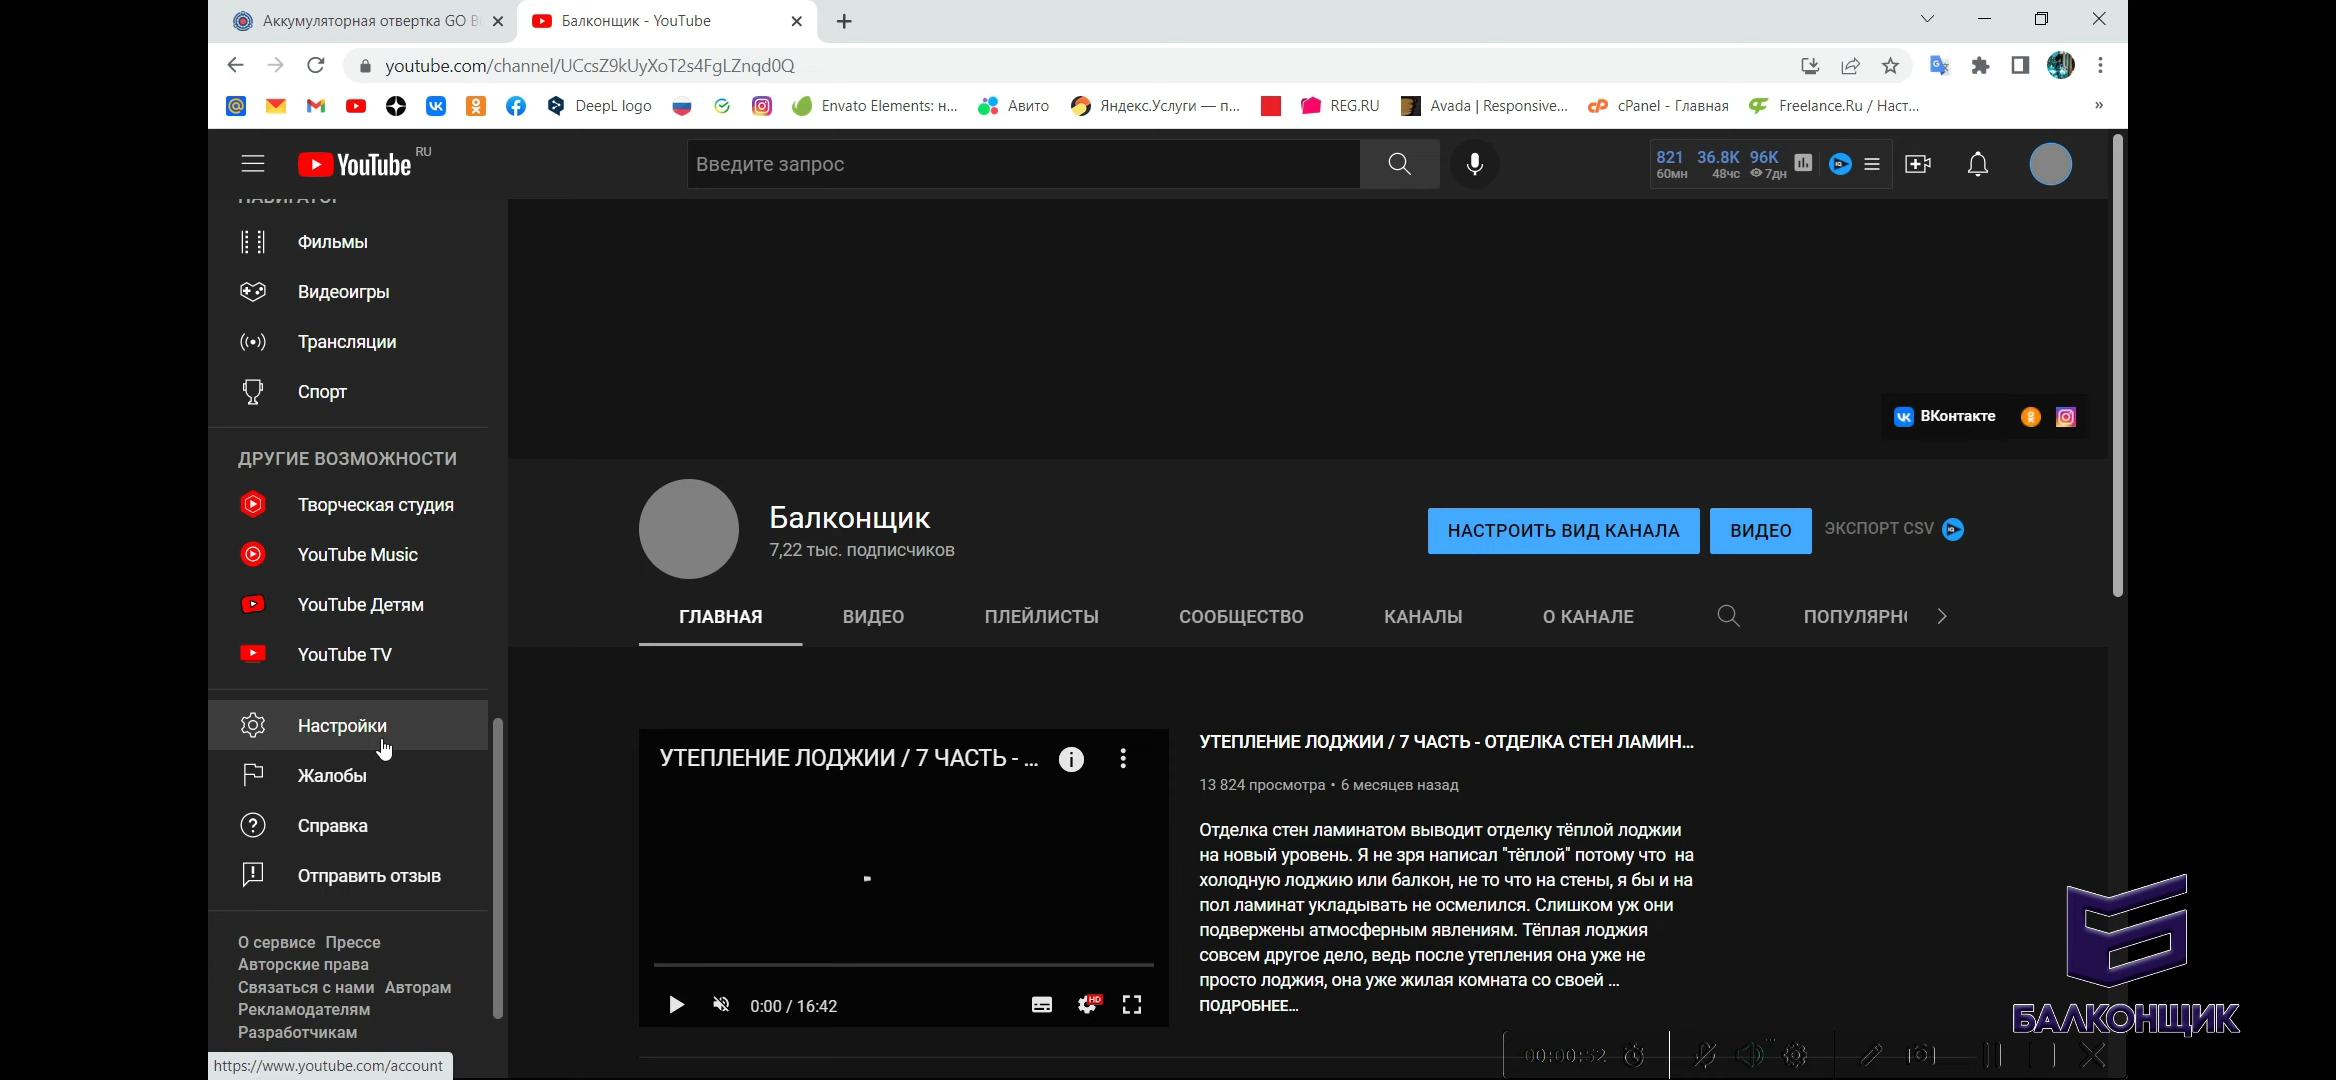 Аккумуляторная отвертка GO
Балконщик - YouTube
youtube.com/channel/UCcsZ9kUyXoT2s4FgLZnqd0Q
DeepL logo
Envato Elements: н...
Авито
Яндекс.Услуги — п...
REG.RU
Avada | Responsive...
cPanel - Главная
Freelance.Ru / Наст...
YouTube RU
Введите запрос
821 36.8K 96K
60мн 48чс 7дн
НАВИГАТОР
Фильмы
Видеоигры
Трансляции
Спорт
ДРУГИЕ ВОЗМОЖНОСТИ
Творческая студия
YouTube Music
YouTube Детям
YouTube TV
Настройки
Жалобы
Справка
Отправить отзыв
О сервисе Прессе
Авторские права
Связаться с нами Авторам
Рекламодателям
Разработчикам
https://www.youtube.com/account
ВКонтакте
Балконщик
7,22 тыс. подписчиков
НАСТРОИТЬ ВИД КАНАЛА
ВИДЕО
ЭКСПОРТ CSV
ГЛАВНАЯ
ВИДЕО
ПЛЕЙЛИСТЫ
СООБЩЕСТВО
КАНАЛЫ
О КАНАЛЕ
ПОПУЛЯРН
УТЕПЛЕНИЕ ЛОДЖИИ / 7 ЧАСТЬ - ...
0:00 / 16:42
HD
УТЕПЛЕНИЕ ЛОДЖИИ / 7 ЧАСТЬ - ОТДЕЛКА СТЕН ЛАМИН...
13 824 просмотра • 6 месяцев назад
Отделка стен ламинатом выводит отделку тёплой лоджии
на новый уровень. Я не зря написал "тёплой" потому что на
холодную лоджию или балкон, не то что на стены, я бы и на
пол ламинат укладывать не осмелился. Слишком уж они
подвержены атмосферным явлениям. Тёплая лоджия
совсем другое дело, ведь после утепления она уже не
просто лоджия, она уже жилая комната со своей ...
ПОДРОБНЕЕ...
БАЛКОНЩИК
00:00:52